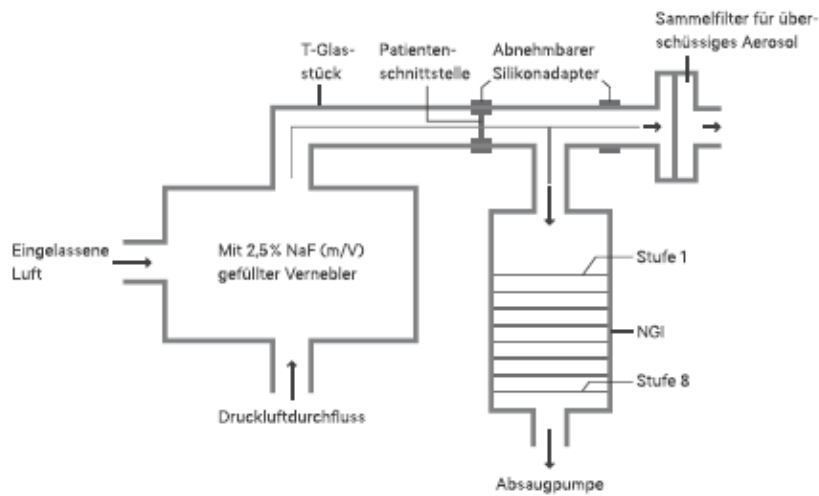 Sammelfilter für über-
schüssiges Aerosol
T-Glas-
stück
Patienten-
schnittstelle
Abnehmbarer
Silikonadapter
Eingelassene
Luft
Mit 2,5% NaF (m/V)
gefüllter Vernebler
Stufe 1
NGI
Stufe 8
Druckluftdurchfluss
Absaugpumpe